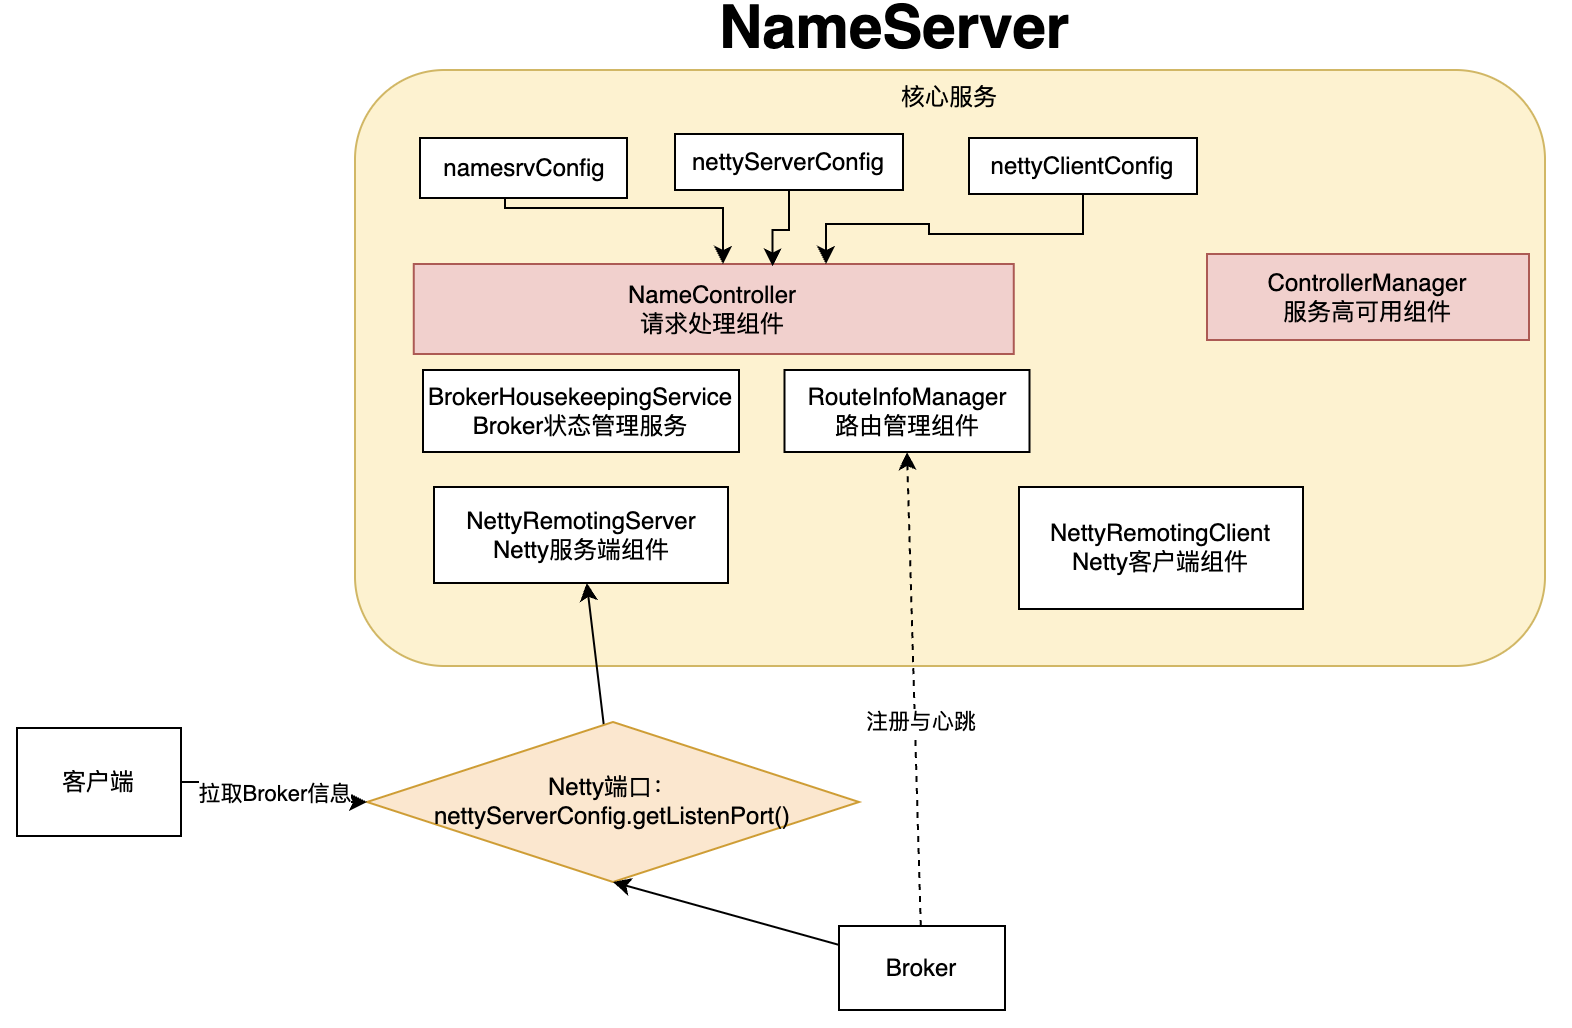 NameServer
核心服务
namesrvConfig
nettyServerConfig
nettyClientConfig
NameController
请求处理组件
ControllerManager
服务高可用组件
BrokerHousekeepingService
Broker状态管理服务
RouteInfoManager
路由管理组件
NettyRemotingServer
Netty服务端组件
NettyRemotingClient
Netty客户端组件
注册与心跳
客户端
拉取Broker信息
Netty端口：
nettyServerConfig.getListenPort()
Broker